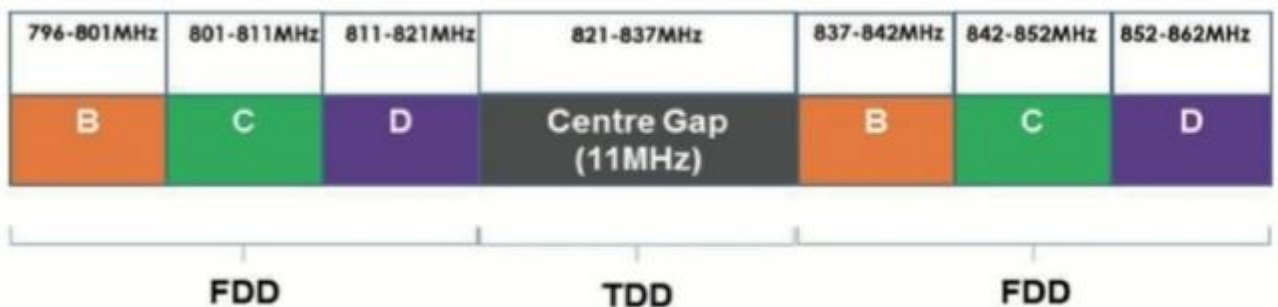 796-801MHz 801-811MHz 811-821MHz 821-837MHz 837-842MHz 842-852MHz 852-862MHz
B C D Centre Gap B C D
(11MHz)
FDD TDD FDD